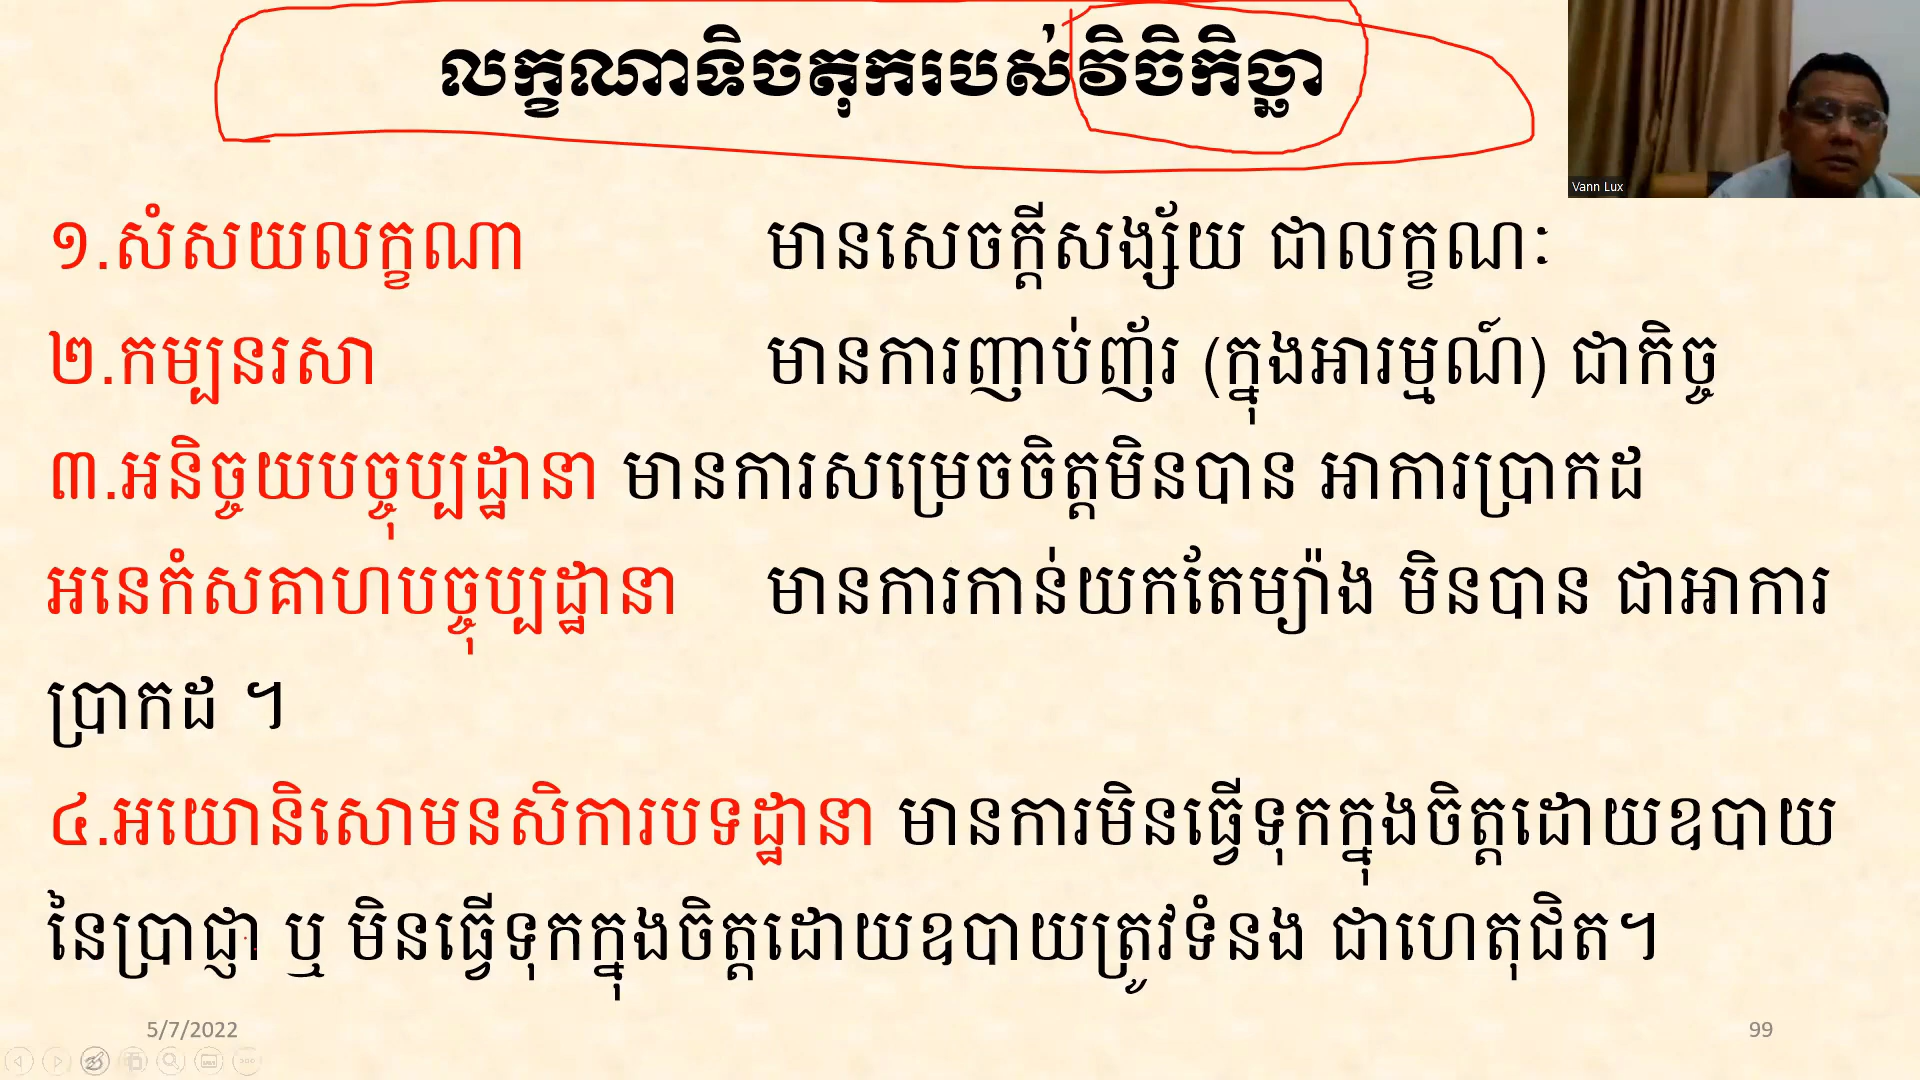 លក្ខណាទិចតុករបស់វិចិកិច្ឆា
Vann Lux
១.សំសយលក្ខណា មានសេចក្ដីសង្ស័យ ជាលក្ខណៈ
២.កម្បនរសា មានការញាប់ញ័រ (ក្នុងអារម្មណ៍) ជាកិច្ច
៣.អនិច្ចយបច្ចុប្បដ្ឋានា មានការសម្រេចចិត្តមិនបាន អាការប្រាកដ
អនេកំសគាហបច្ចុប្បដ្ឋានា មានការកាន់យកតែម្យ៉ាង មិនបាន ជាអាការ
ប្រាកដ ។
៤.អយោនិសោមនសិការបទដ្ឋានា មានការមិនធ្វើទុកក្នុងចិត្តដោយឧបាយ
នៃប្រាជ្ញា ឬ មិនធ្វើទុកក្នុងចិត្តដោយឧបាយត្រូវទំនង ជាហេតុជិត។
5/7/2022
99